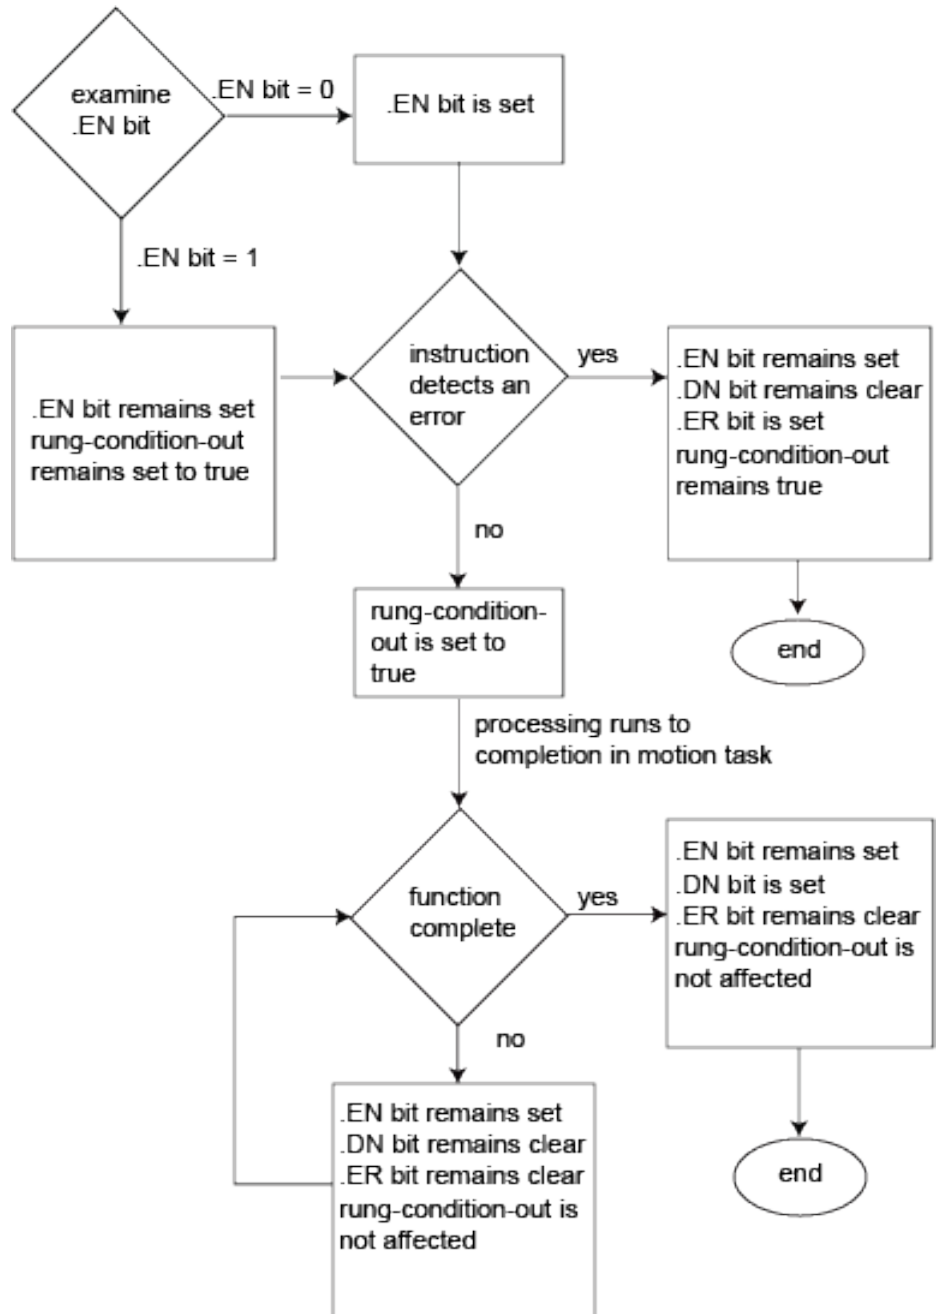 examine
.EN bit
.EN bit = 0
.EN bit is set
.EN bit = 1
.EN bit remains set
rung-condition-out
remains set to true
instruction
detects an
error
yes
.EN bit remains set
.DN bit remains clear
.ER bit is set
rung-condition-out
remains true
no
end
rung-condition-
out is set to
true
processing runs to
completion in motion task
function
complete
yes
.EN bit remains set
.DN bit is set
.ER bit remains clear
rung-condition-out is
not affected
no
.EN bit remains set
.DN bit remains clear
.ER bit remains clear
rung-condition-out is
not affected
end